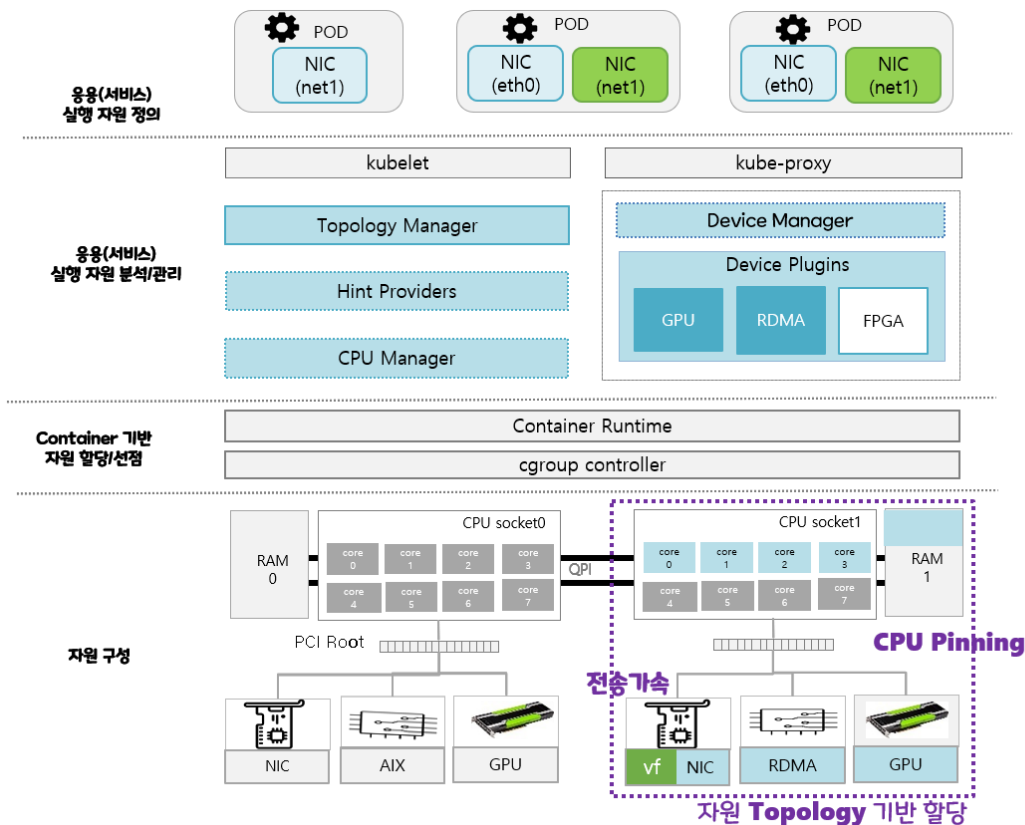 POD
NIC
(net1)
POD
NIC
(eth0)
NIC
(net1)
POD
NIC
(eth0)
NIC
(net1)
응용(서비스)
실행 자원 정의
kubelet
kube-proxy
Topology Manager
Hint Providers
CPU Manager
Device Manager
Device Plugins
GPU
RDMA
FPGA
응용(서비스)
실행 자원 분석/관리
Container 기반
자원 할당/선점
Container Runtime
cgroup controller
자원 구성
RAM
0
CPU socket0
core
0
core
1
core
2
core
3
core
4
core
5
core
6
core
7
QPI
CPU socket1
core
0
core
1
core
2
core
3
core
4
core
5
core
6
core
7
RAM
1
PCI Root
CPU Pinning
전송가속
NIC
AIX
GPU
vf
NIC
RDMA
GPU
자원 Topology 기반 할당